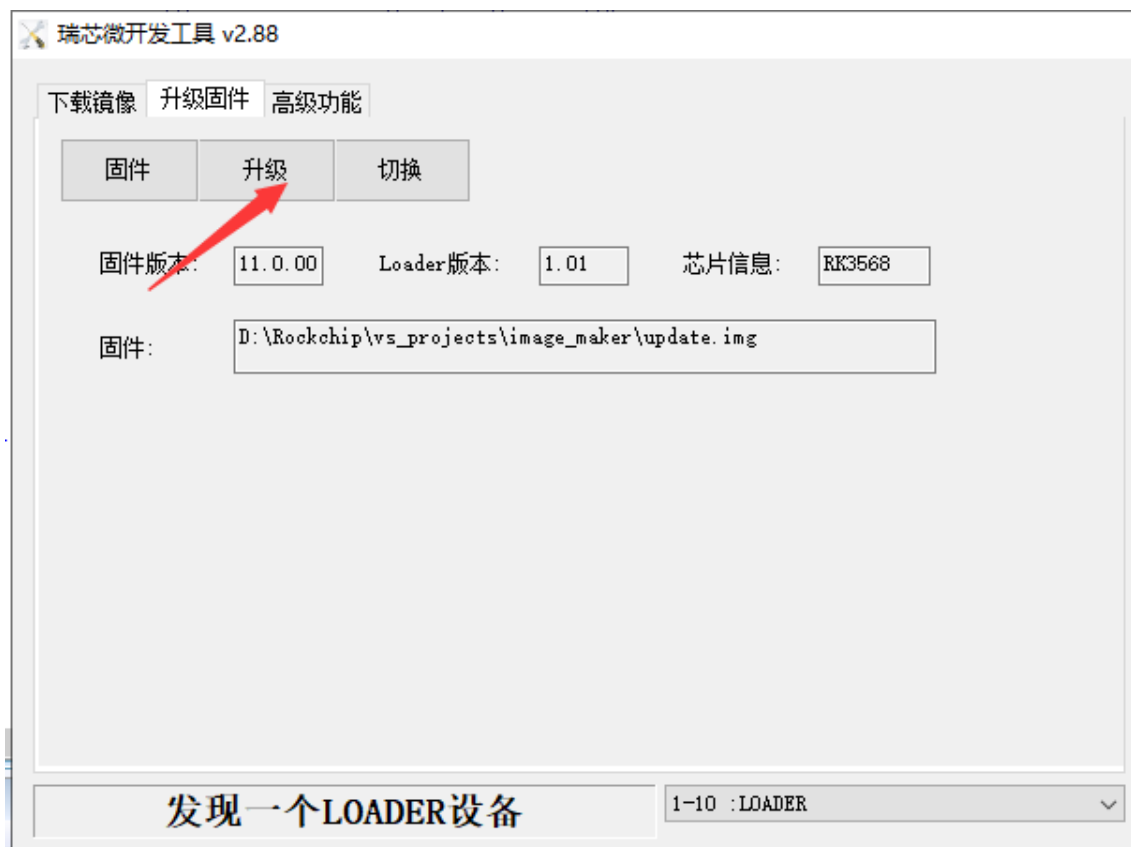 瑞芯微开发工具 v2.88
下载镜像 升级固件 高级功能
固件 升级 切换
固件版本: 11.0.00 Loader版本: 1.01 芯片信息: RK3568
固件: D:\Rockchip\vs_projects\image_maker\update.img
发现一个LOADER设备 1-10 :LOADER